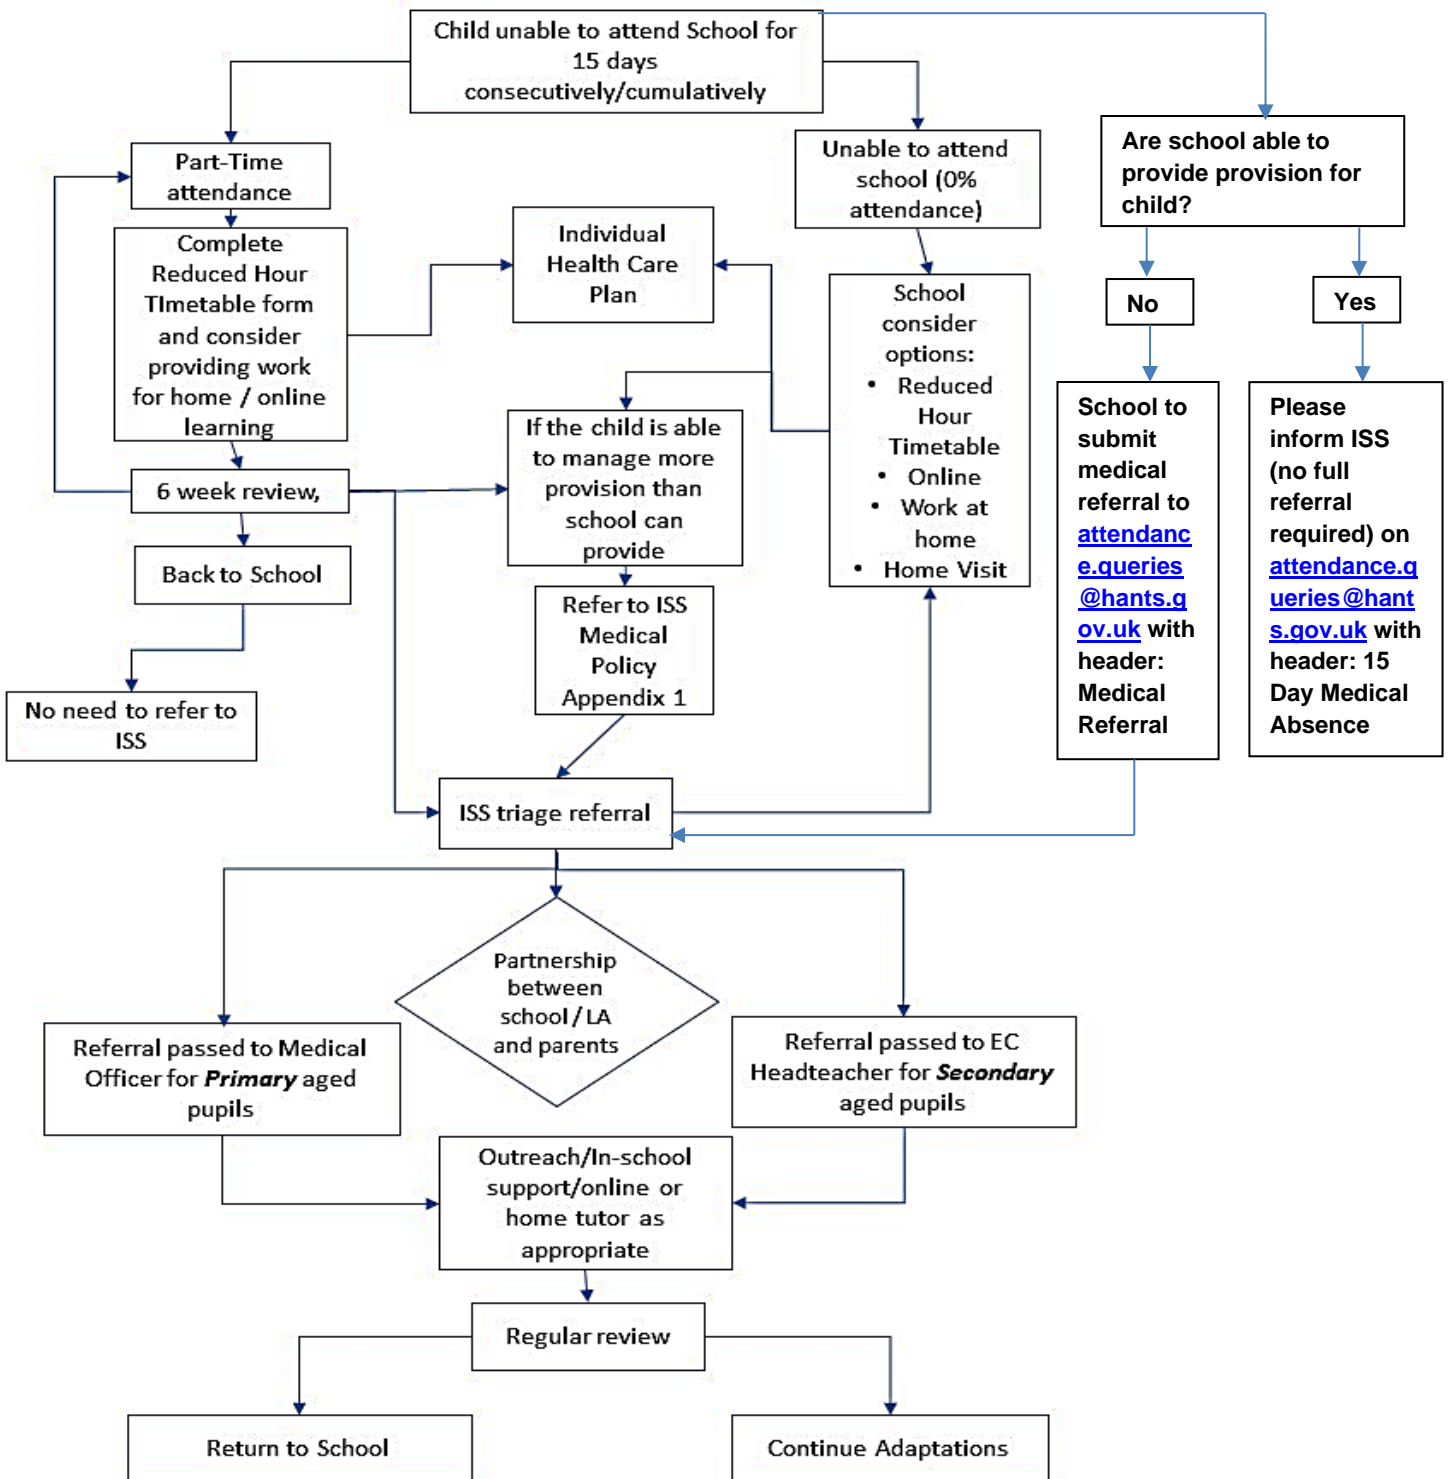 Child unable to attend School for
15 days
consecutively/cumulatively
Part-Time
attendance
Unable to attend
school (0%
attendance)
Are school able to
provide provision for
child?
Complete
Reduced Hour
TImetable form
and consider
providing work
for home / online
learning
Individual
Health Care
Plan
School
consider
options:
• Reduced
Hour
Timetable
• Online
• Work at
home
• Home Visit
No
Yes
6 week review,
If the child is able
to manage more
provision than
school can
provide
School to
submit
medical
referral to
attendanc
e.queries
@hants.g
ov.uk with
header:
Medical
Referral
Please
inform ISS
(no full
referral
required) on
attendance.q
ueries@hant
s.gov.uk with
header: 15
Day Medical
Absence
Back to School
Refer to ISS
Medical
Policy
Appendix 1
No need to refer to
ISS
ISS triage referral
Partnership
between
school/LA
and parents
Referral passed to Medical
Officer for Primary aged
pupils
Referral passed to EC
Headteacher for Secondary
aged pupils
Outreach/In-school
support/online or
home tutor as
appropriate
Regular review
Return to School
Continue Adaptations